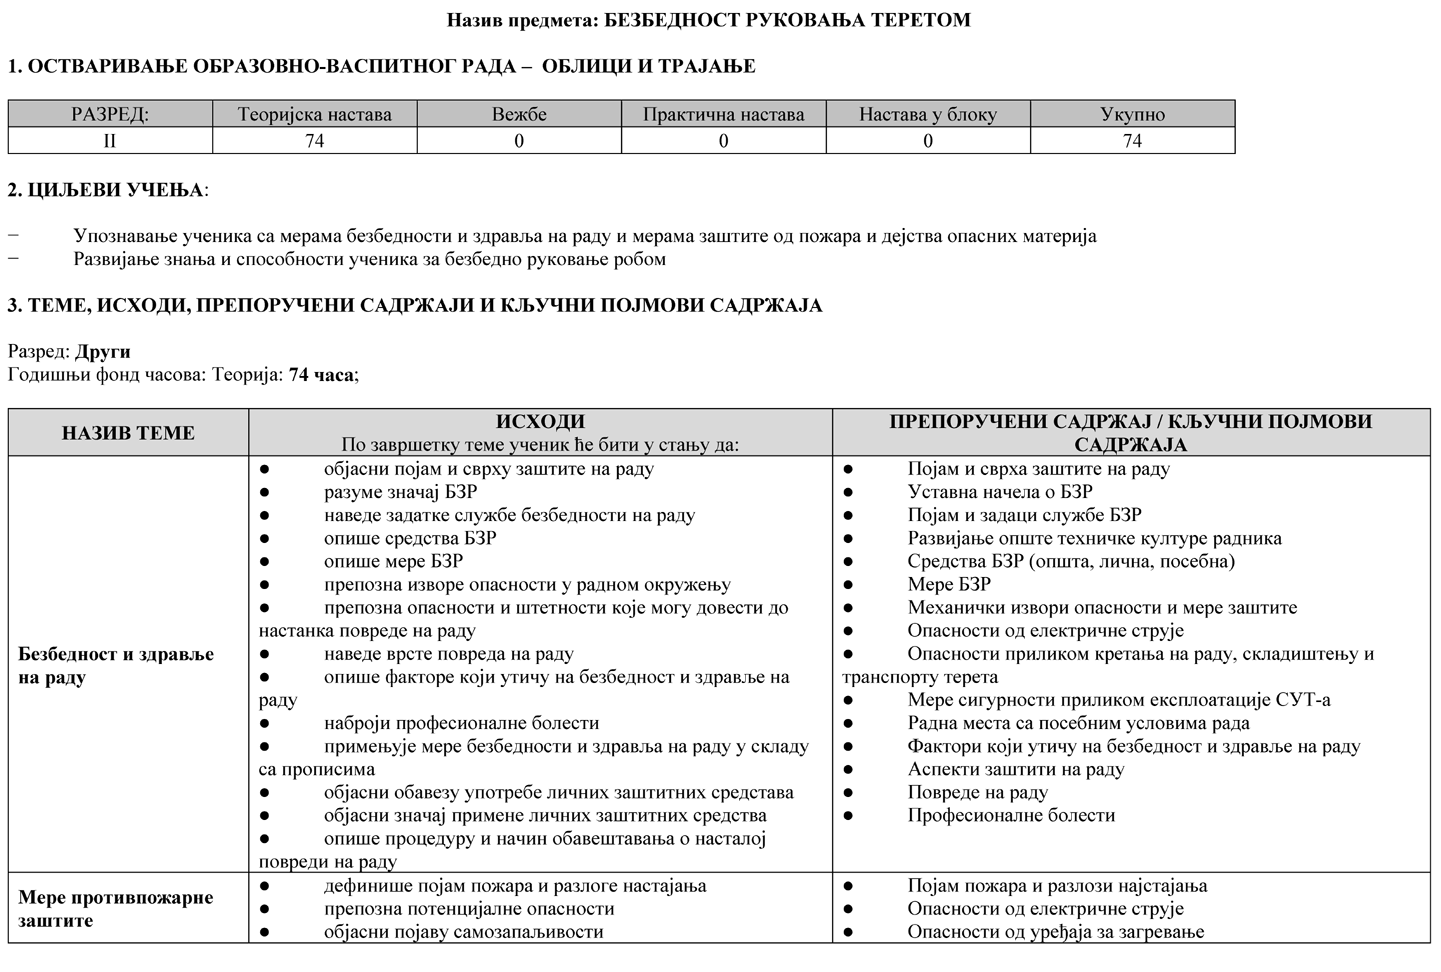 Назив предмета: БЕЗБЕДНОСТ РУКОВАЊА ТЕРЕТОМ
1. ОСТВАРИВАЊЕ ОБРАЗОВНО-ВАСПИТНОГ РАДА – ОБЛИЦИ И ТРАЈАЊЕ
РАЗРЕД: Теоријска настава Вежбе Практична настава Настава у блоку Укупно
II 74 0 0 0 74
2. ЦИЉЕВИ УЧЕЊА:
− Упознавање ученика са мерама безбедности и здравља на раду и мерама заштите од пожара и дејства опасних материја
− Развијање знања и способности ученика за безбедно руковање робом
3. ТЕМЕ, ИСХОДИ, ПРЕПОРУЧЕНИ САДРЖАЈИ И КЉУЧНИ ПОЈМОВИ САДРЖАЈА
Разред: Други
Годишњи фонд часова: Теорија: 74 часа;
НАЗИВ ТЕМЕ
ИСХОДИ
По завршетку теме ученик ће бити у стању да:
ПРЕПОРУЧЕНИ САДРЖАЈ / КЉУЧНИ ПОЈМОВИ
САДРЖАЈА
Безбедност и здравље
на раду
● објасни појам и сврху заштите на раду
● разуме значај БЗР
● наведе задатке службе безбедности на раду
● опише средства БЗР
● опише мере БЗР
● препозна изворе опасности у радном окружењу
● препозна опасности и штетности које могу довести до
настанка повреде на раду
● наведе врсте повреда на раду
● опише факторе који утичу на безбедност и здравље на
раду
● наброји професионалне болести
● примењује мере безбедности и здравља на раду у складу
са прописима
● објасни обавезу употребе личних заштитних средстава
● објасни значај примене личних заштитних средства
● опише процедуру и начин обавештавања о насталој
повреди на раду
● Појам и сврха заштите на раду
● Уставна начела о БЗР
● Појам и задаци службе БЗР
● Развијање опште техничке културе радника
● Средства БЗР (општа, лична, посебна)
● Мере БЗР
● Механички извори опасности и мере заштите
● Опасности од електричне струје
● Опасности приликом кретања на раду, складиштењу и
транспорту терета
● Мере сигурности приликом експлоатације СУТ-а
● Радна места са посебним условима рада
● Фактори који утичу на безбедност и здравље на раду
● Аспекти заштити на раду
● Повреде на раду
● Професионалне болести
Мере противпожарне
заштите
● дефинише појам пожара и разлоге настајања
● препозна потенцијалне опасности
● објасни појаву самозапаљивости
● Појам пожара и разлози најстајања
● Опасности од електричне струје
● Опасности од уређаја за загревање